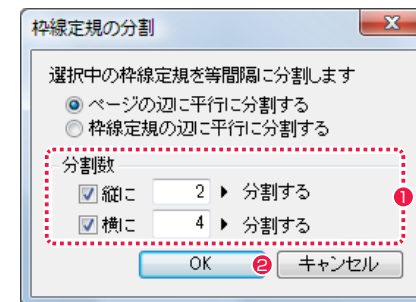 枠線定規の分割
選択中の枠線定規を等間隔に分割します
ページの辺に平行に分割する
枠線定規の辺に平行に分割する
分割数
縦に 2 分割する
横に 4 分割する
1
OK 2 キャンセル